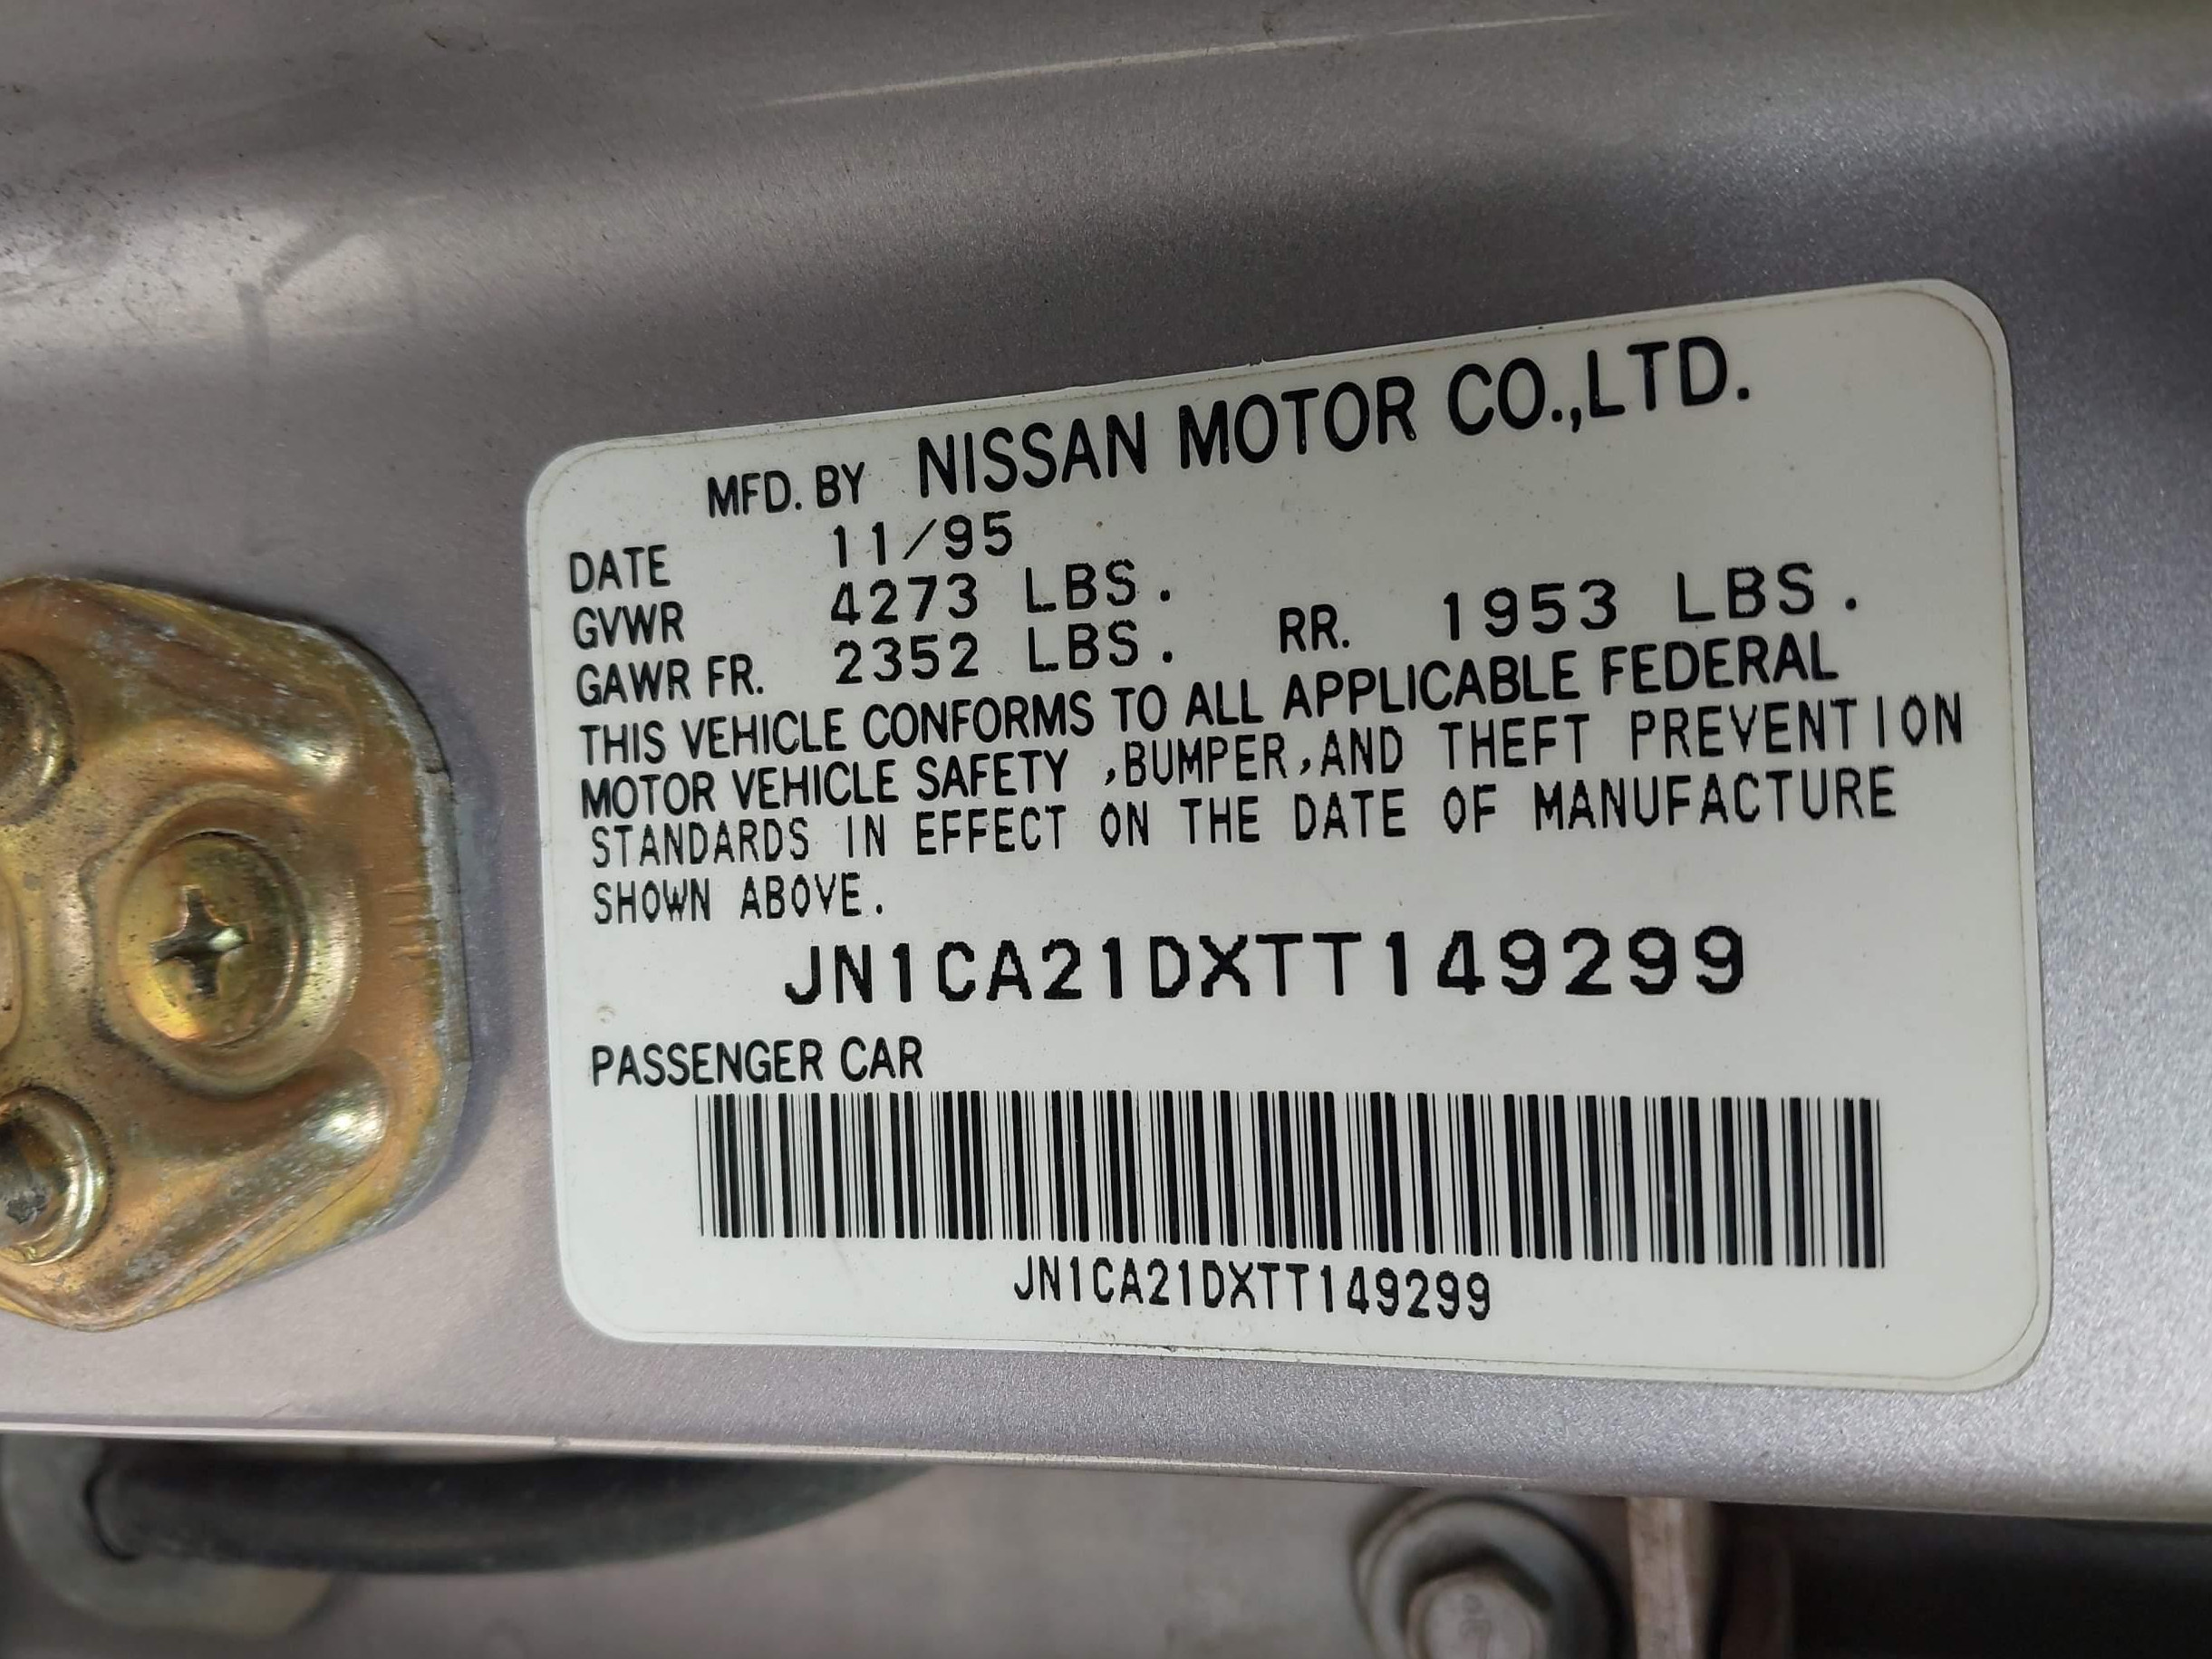 MFD. BY NISSAN MOTOR CO.,LTD.
DATE 11/95
GVWR 4273 LBS.
GAWR FR. 2352 LBS. RR. 1953 LBS.
THIS VEHICLE CONFORMS TO ALL APPLICABLE FEDERAL
MOTOR VEHICLE SAFETY ,BUMPER,AND THEFT PREVENTION
STANDARDS IN EFFECT ON THE DATE OF MANUFACTURE
SHOWN ABOVE.
JN1CA21DXTT149299
PASSENGER CAR
JN1CA21DXTT149299